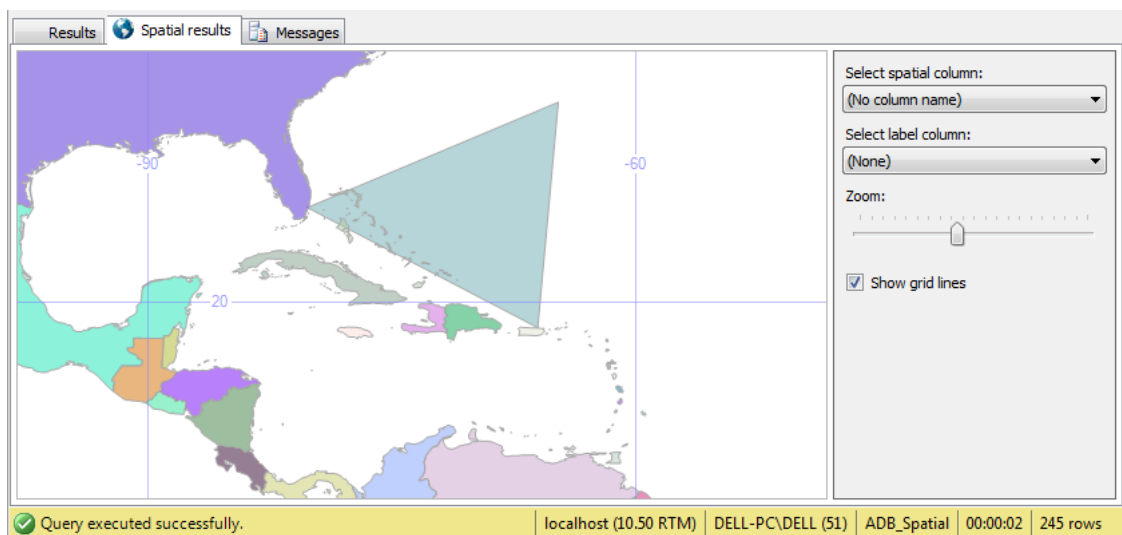 Results
Spatial results
Messages
-90
-60
20
Select spatial column:
(No column name)
Select label column:
(None)
Zoom:
Show grid lines
Query executed successfully.
localhost (10.50 RTM)
DELL-PC\DELL (51)
ADB_Spatial
00:00:02
245 rows